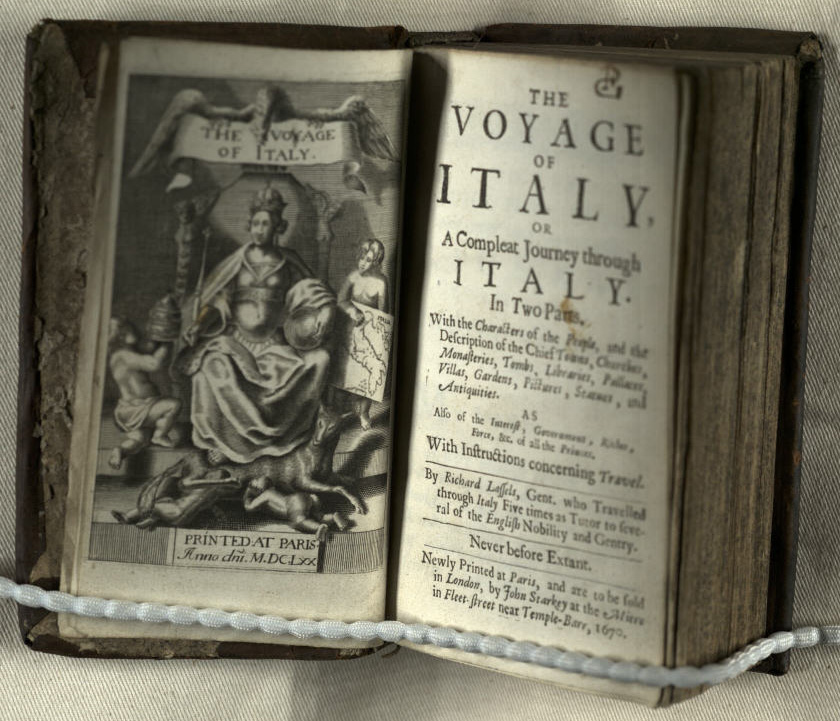 THE VOYAGE
OF ITALY.
PRINTED AT PARIS.
Anno dni. M.DC.LXX
THE
VOYAGE
OF
ITALY,
OR
A Compleat Journey through
ITALY.
In Two Parts.
With the Characters of the People, and the
Description of the Chief Towns, Churches,
Monasteries, Tombs, Libraries, Pallaces,
Villas, Gardens, Pictures, Statues, and
Antiquities.
AS
Also of the Interest, Government, Riches,
Force, &c. of all the Princes.
With Instructions concerning Travel.
By Richard Lassels, Gent. who Travelled
through Italy Five times as Tutor to seve-
ral of the English Nobility and Gentry.
Never before Extant.
Newly Printed at Paris, and are to be sold
in London, by John Starkey at the Mitre
in Fleet-street near Temple-Barr, 1670.